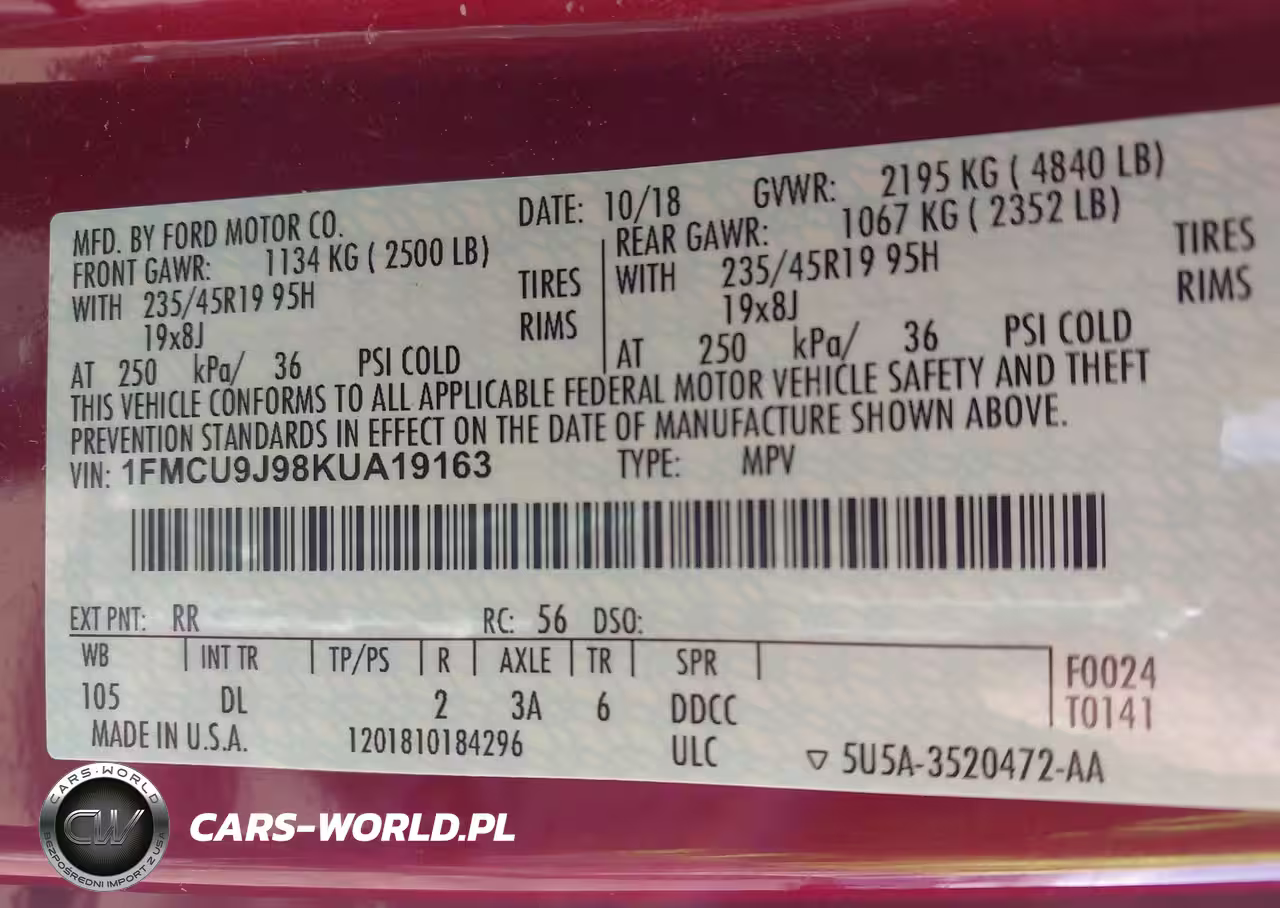 MFD. BY FORD MOTOR CO. DATE: 10/18 GVWR: 2195 KG ( 4840 LB)
FRONT GAWR: 1134 KG ( 2500 LB) REAR GAWR: 1067 KG ( 2352 LB)
WITH 235/45R19 95H TIRES WITH 235/45R19 95H TIRES
19x8J RIMS 19x8J RIMS
AT 250 kPa/ 36 PSI COLD AT 250 kPa/ 36 PSI COLD
THIS VEHICLE CONFORMS TO ALL APPLICABLE FEDERAL MOTOR VEHICLE SAFETY AND THEFT
PREVENTION STANDARDS IN EFFECT ON THE DATE OF MANUFACTURE SHOWN ABOVE.
VIN: 1FMCU9J98KUA19163 TYPE: MPV
EXT PNT: RR RC: 56 DSO:
WB INT TR TP/PS R AXLE TR SPR F0024
105 DL 2 3A 6 DDCC T0141
MADE IN U.S.A. 1201810184296 ULC ▽ 5U5A-3520472-AA
CARS-WORLD
CW
BEZPOŚREDNI IMPORT Z USA
CARS-WORLD.PL